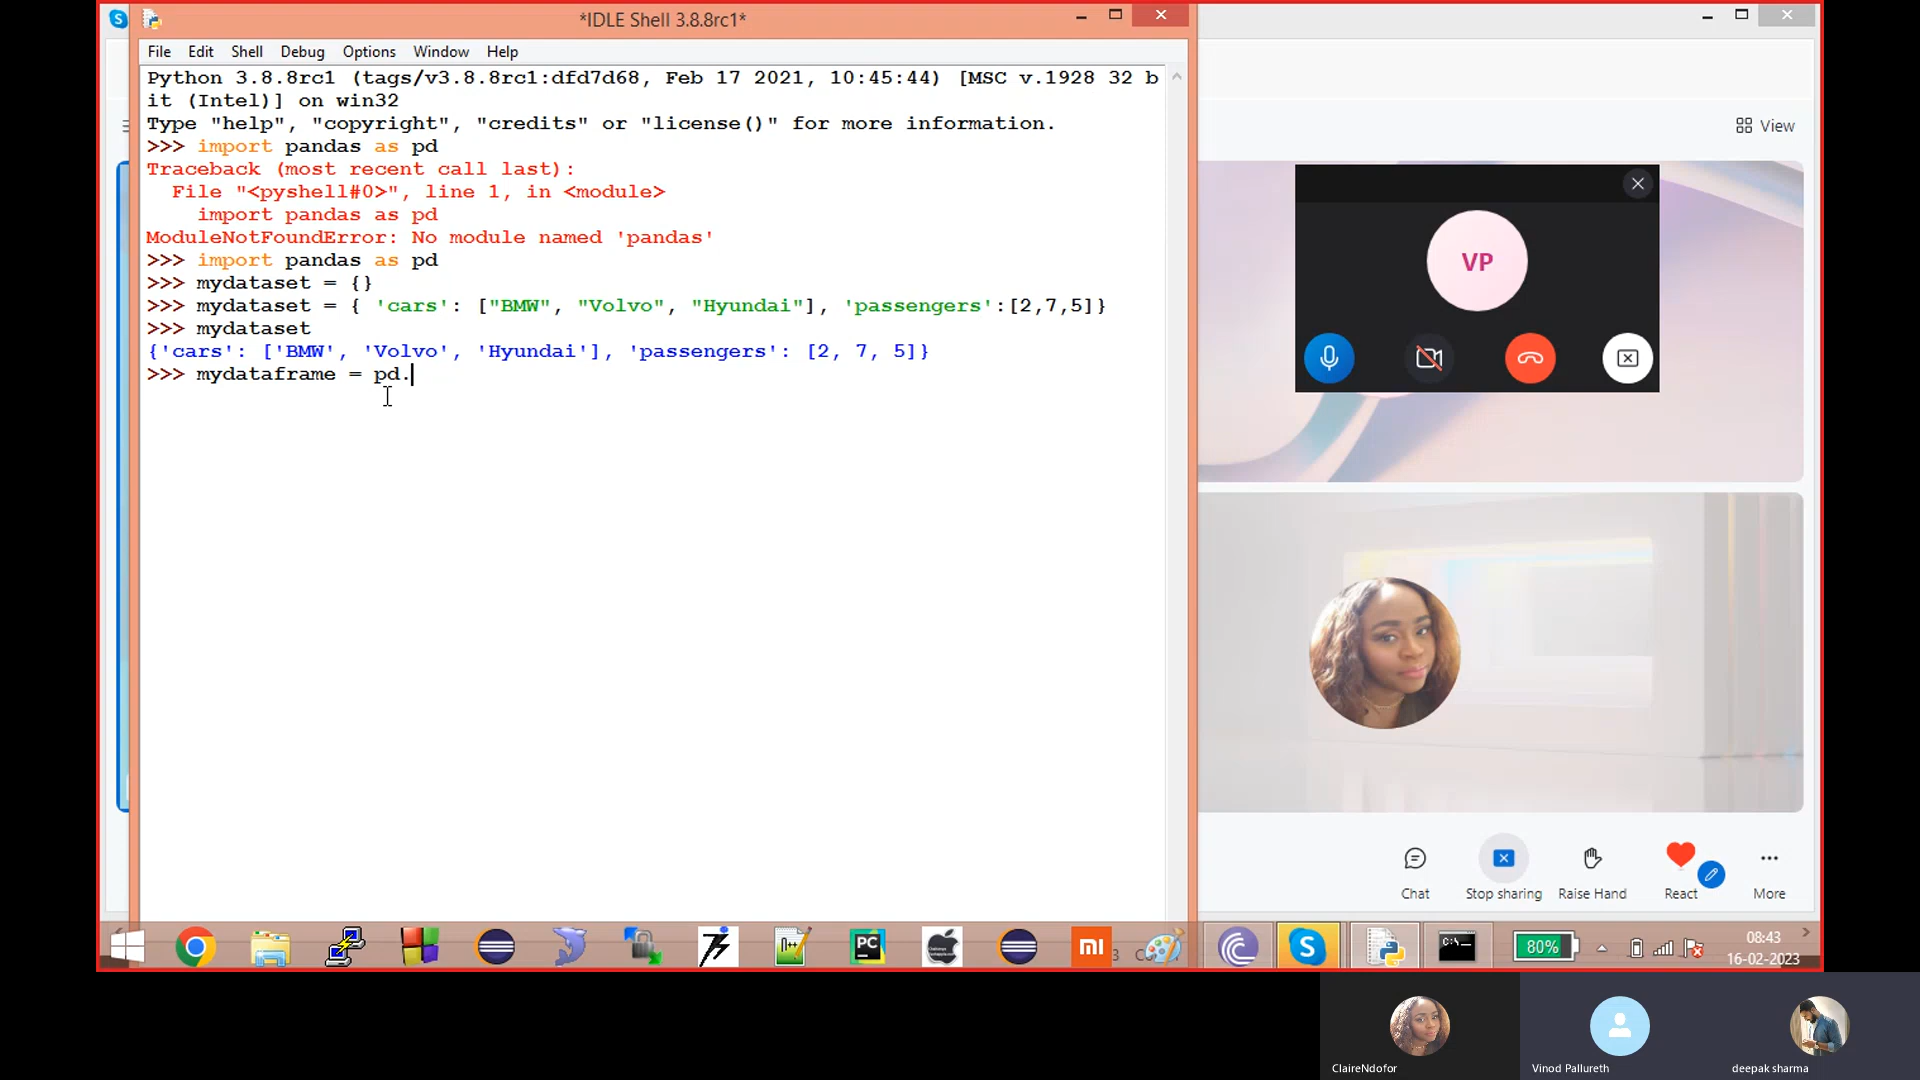 *IDLE Shell 3.8.8rc1*
File Edit Shell Debug Options Window Help
Python 3.8.8rc1 (tags/v3.8.8rc1:dfd7d68, Feb 17 2021, 10:45:44) [MSC v.1928 32 b
it (Intel)] on win32
Type "help", "copyright", "credits" or "license()" for more information.
>>> import pandas as pd
Traceback (most recent call last):
  File "<pyshell#0>", line 1, in <module>
    import pandas as pd
ModuleNotFoundError: No module named 'pandas'
>>> import pandas as pd
>>> mydataset = {}
>>> mydataset = { 'cars': ["BMW", "Volvo", "Hyundai"], 'passengers':[2,7,5]}
>>> mydataset
{'cars': ['BMW', 'Volvo', 'Hyundai'], 'passengers': [2, 7, 5]}
>>> mydataframe = pd.
View
VP
Chat Stop sharing Raise Hand React More
PC
mi
C:\
80%
08:43
16-02-2023
ClaireNdofor
Vinod Pallureth
deepak sharma